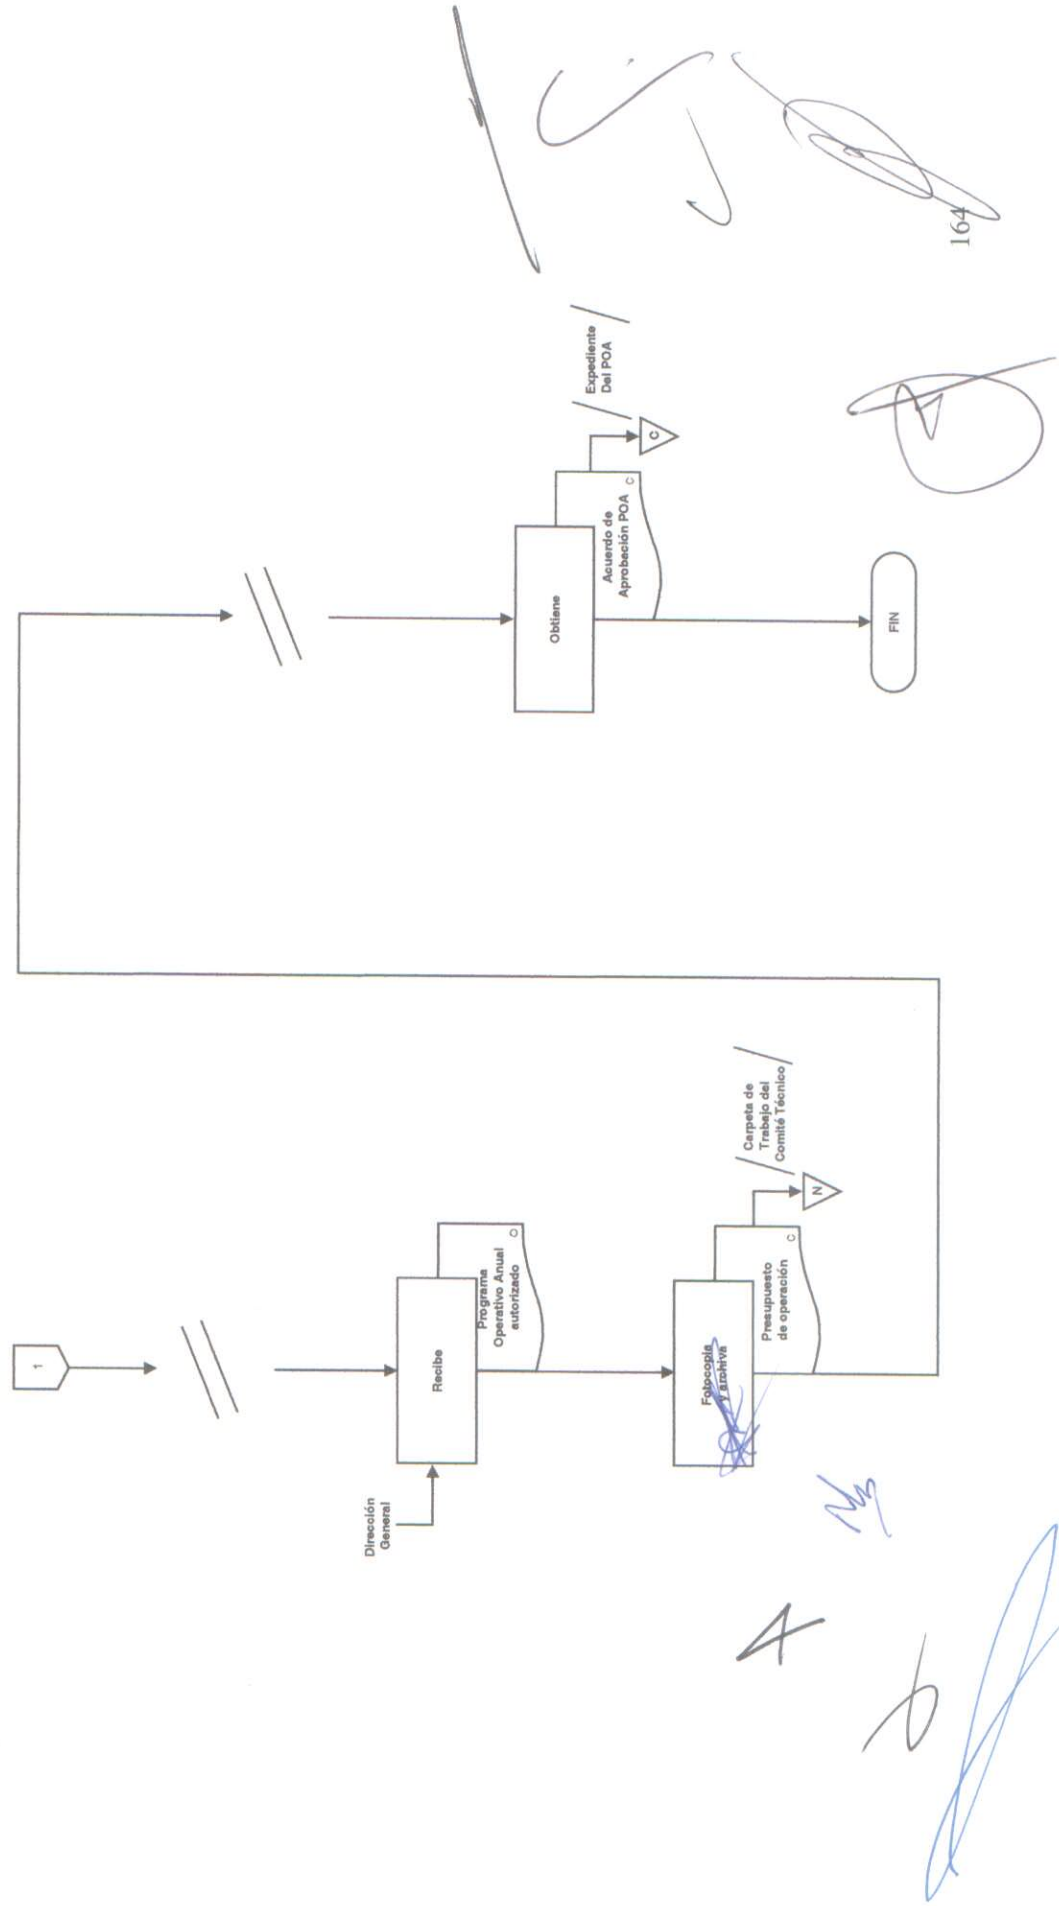 1
Dirección
General
Recibe
Programa
Operativo Anual
autorizado
O
Fotocopia
y archiva
Presupuesto
de operación
C
N
Carpeta de
Trabajo del
Comité Técnico
Obtiene
Acuerdo de
Aprobación POA
C
C
Expediente
Del POA
FIN
164